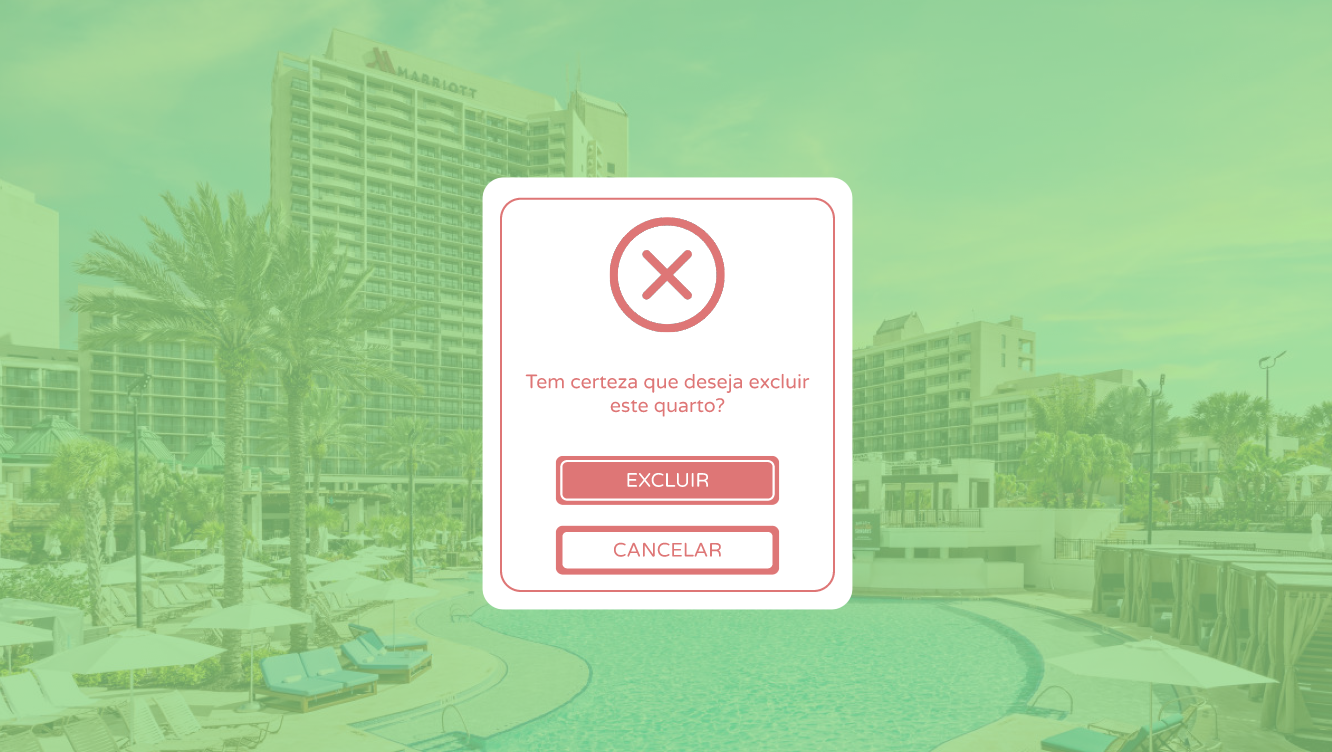 MARRIOTT
Tem certeza que deseja excluir
este quarto?
EXCLUIR
CANCELAR